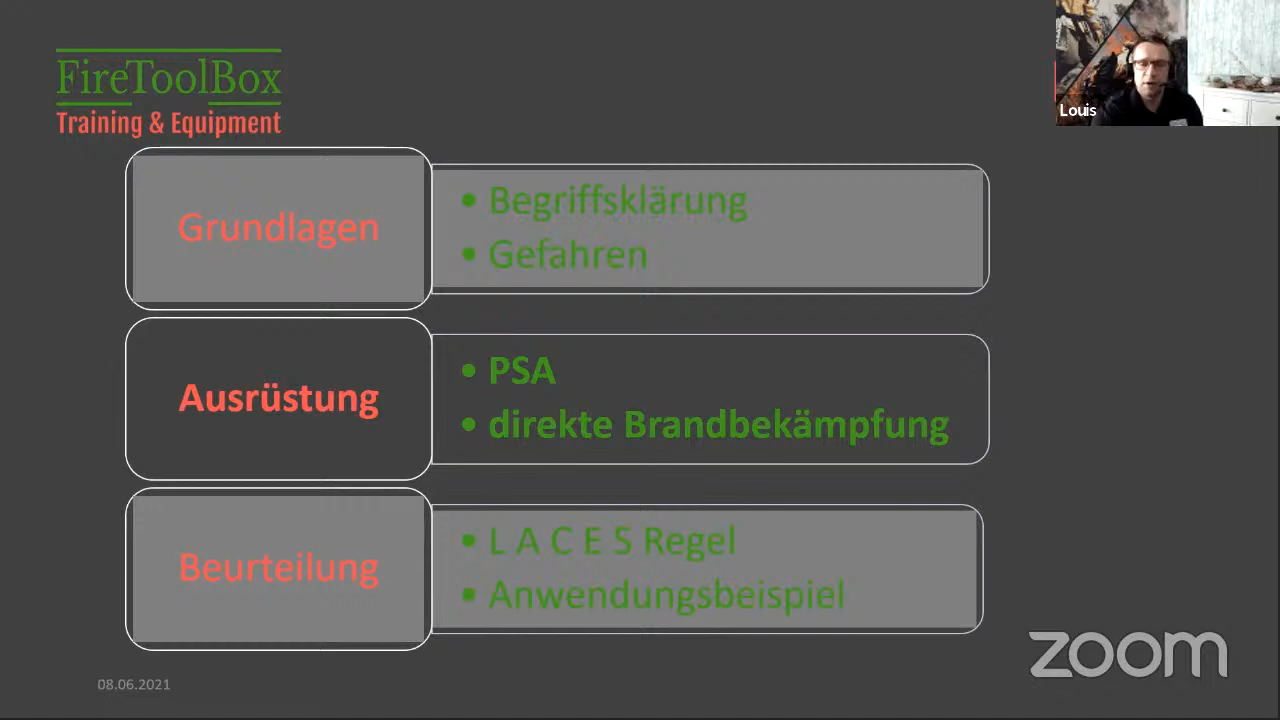 FireToolBox
Training & Equipment
Louis
Grundlagen
• Begriffsklärung
• Gefahren
Ausrüstung
• PSA
• direkte Brandbekämpfung
Beurteilung
• L A C E S Regel
• Anwendungsbeispiel
zoom
08.06.2021